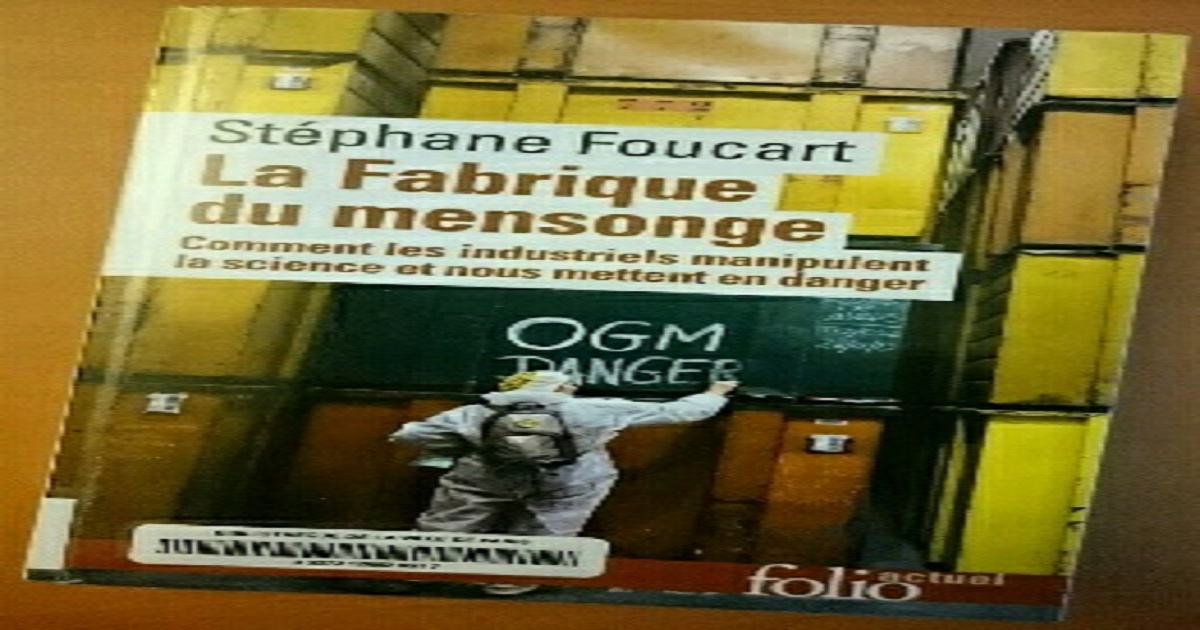 Stéphane Foucart
La Fabrique
du mensonge
Comment les industriels manipulent
la science et nous mettent en danger
OGM
DANGER
folio actuel